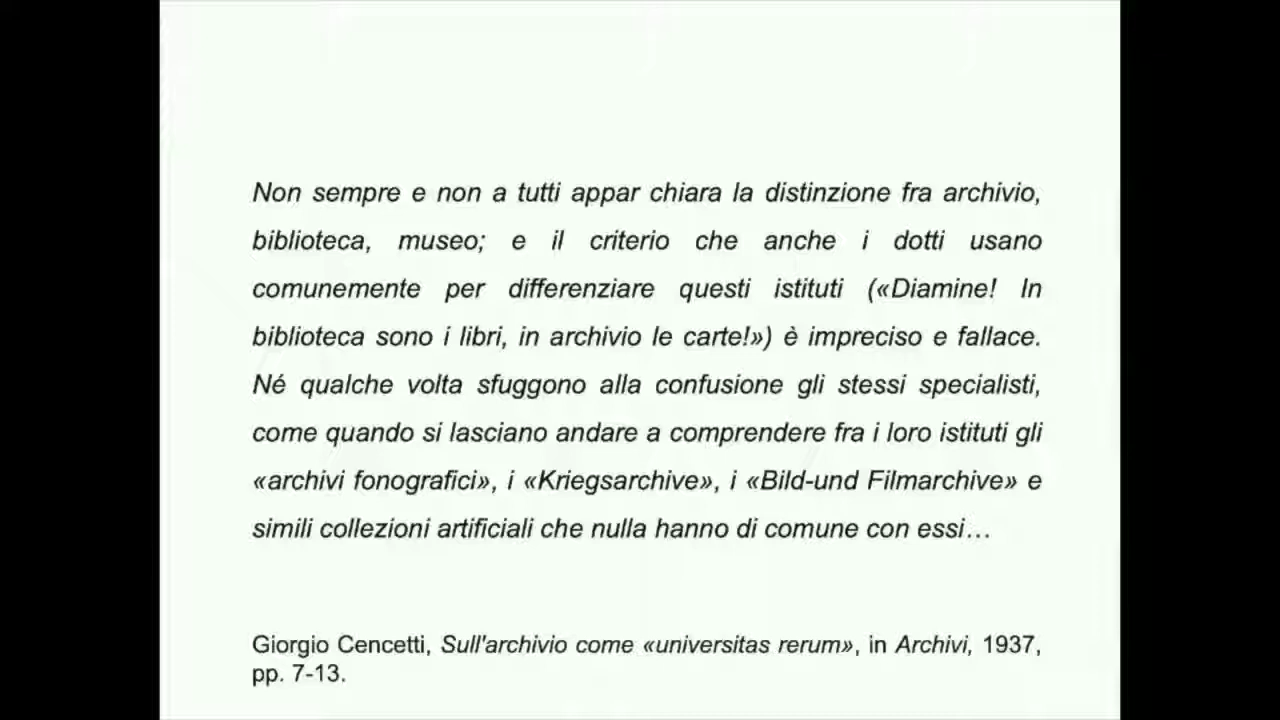 Non sempre e non a tutti appar chiara la distinzione fra archivio,
biblioteca, museo; e il criterio che anche i dotti usano
comunemente per differenziare questi istituti («Diamine! In
biblioteca sono i libri, in archivio le carte!») è impreciso e fallace.
Né qualche volta sfuggono alla confusione gli stessi specialisti,
come quando si lasciano andare a comprendere fra i loro istituti gli
«archivi fonografici», i «Kriegsarchive», i «Bild-und Filmarchive» e
simili collezioni artificiali che nulla hanno di comune con essi…
Giorgio Cencetti, Sull'archivio come «universitas rerum», in Archivi, 1937,
pp. 7-13.